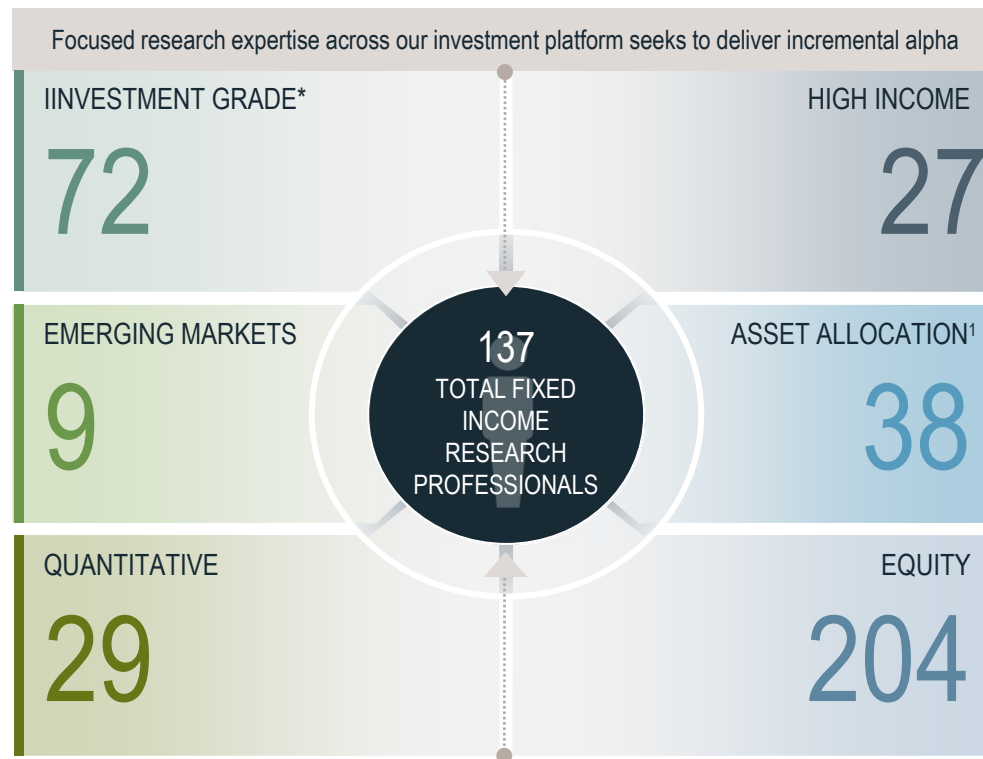 Focused research expertise across our investment platform seeks to deliver incremental alpha
IINVESTMENT GRADE*
72
HIGH INCOME
27
EMERGING MARKETS
9
137
TOTAL FIXED
INCOME
RESEARCH
PROFESSIONALS
ASSET ALLOCATION¹
38
QUANTITATIVE
29
EQUITY
204